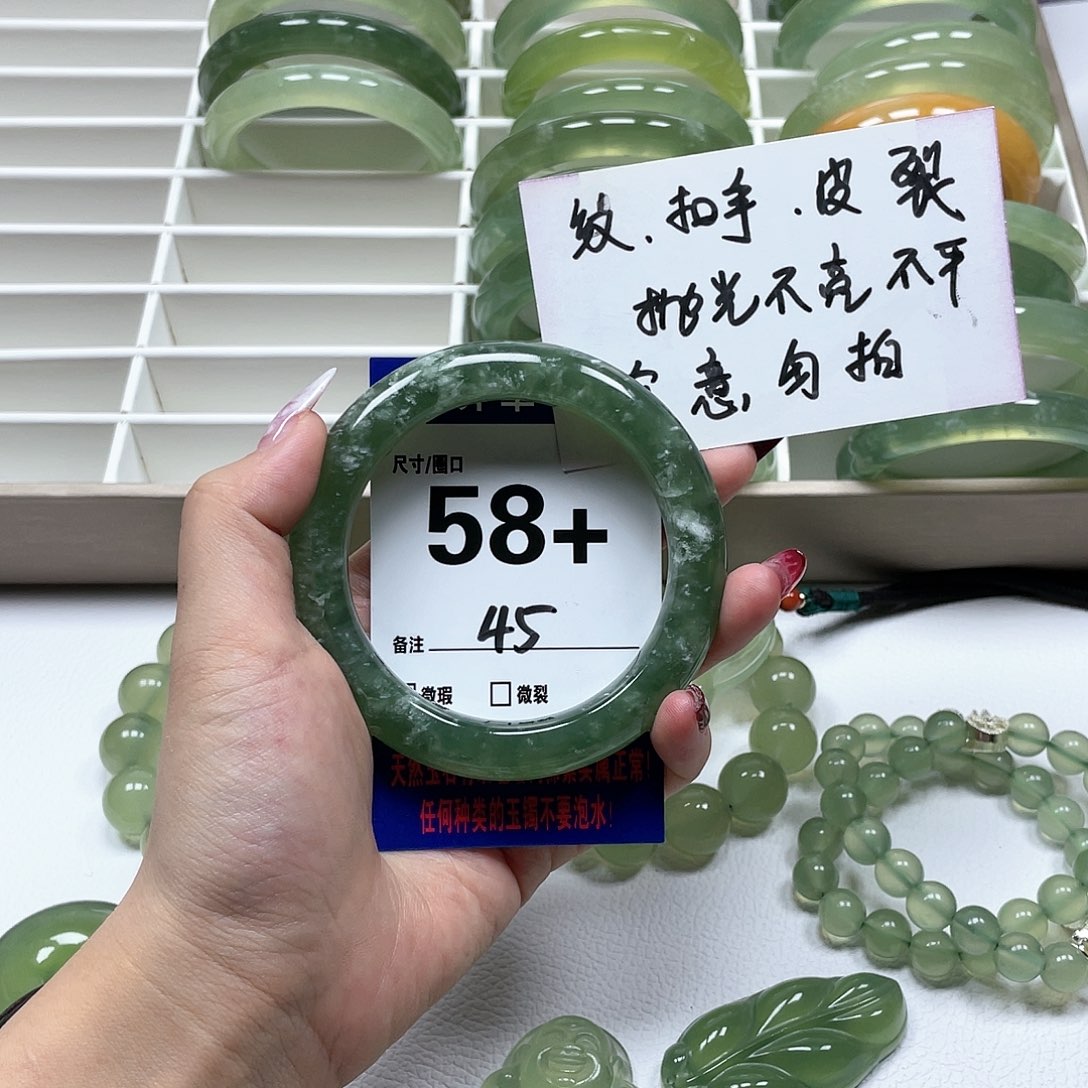 纹、扣手.皮裂
抛光不亮不平
介意,勿拍
尺寸/圈口
58+
备注 45
微瑕 微裂
任何种类的玉镯不要泡水!